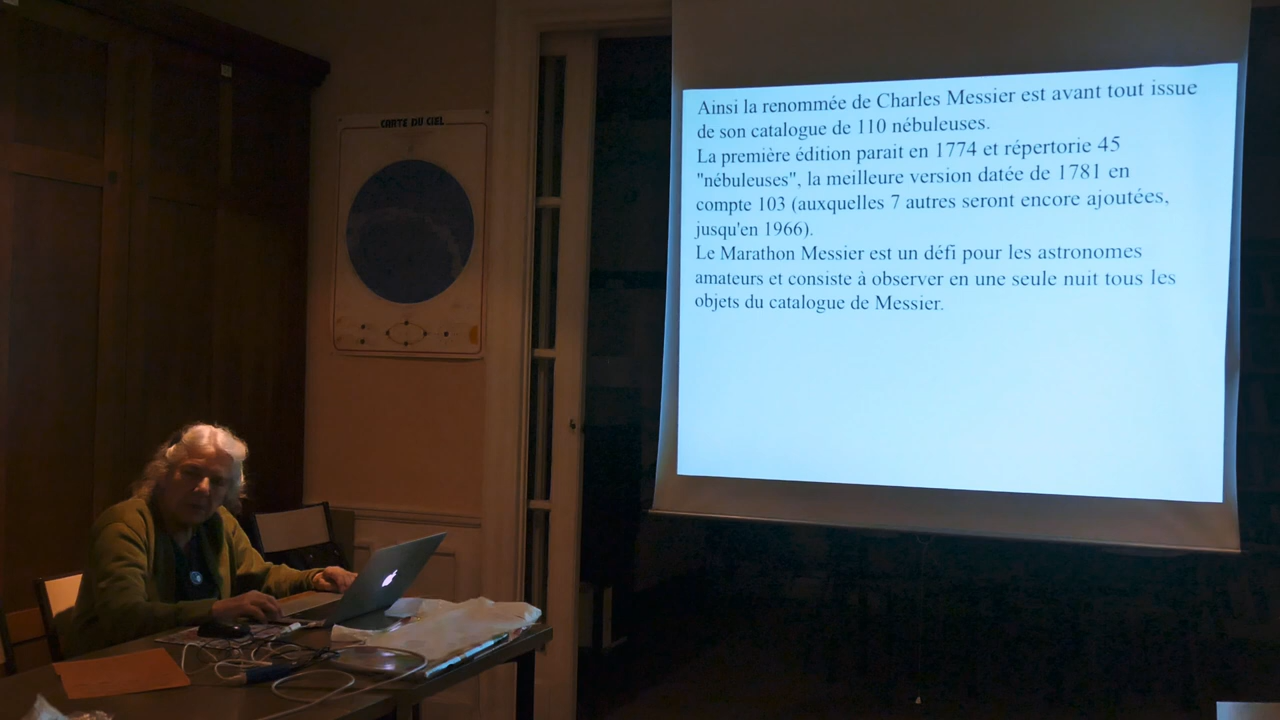 CARTE DU CIEL
Ainsi la renommée de Charles Messier est avant tout issue
de son catalogue de 110 nébuleuses.
La première édition parait en 1774 et répertorie 45
"nébuleuses", la meilleure version datée de 1781 en
compte 103 (auxquelles 7 autres seront encore ajoutées,
jusqu'en 1966).
Le Marathon Messier est un défi pour les astronomes
amateurs et consiste à observer en une seule nuit tous les
objets du catalogue de Messier.